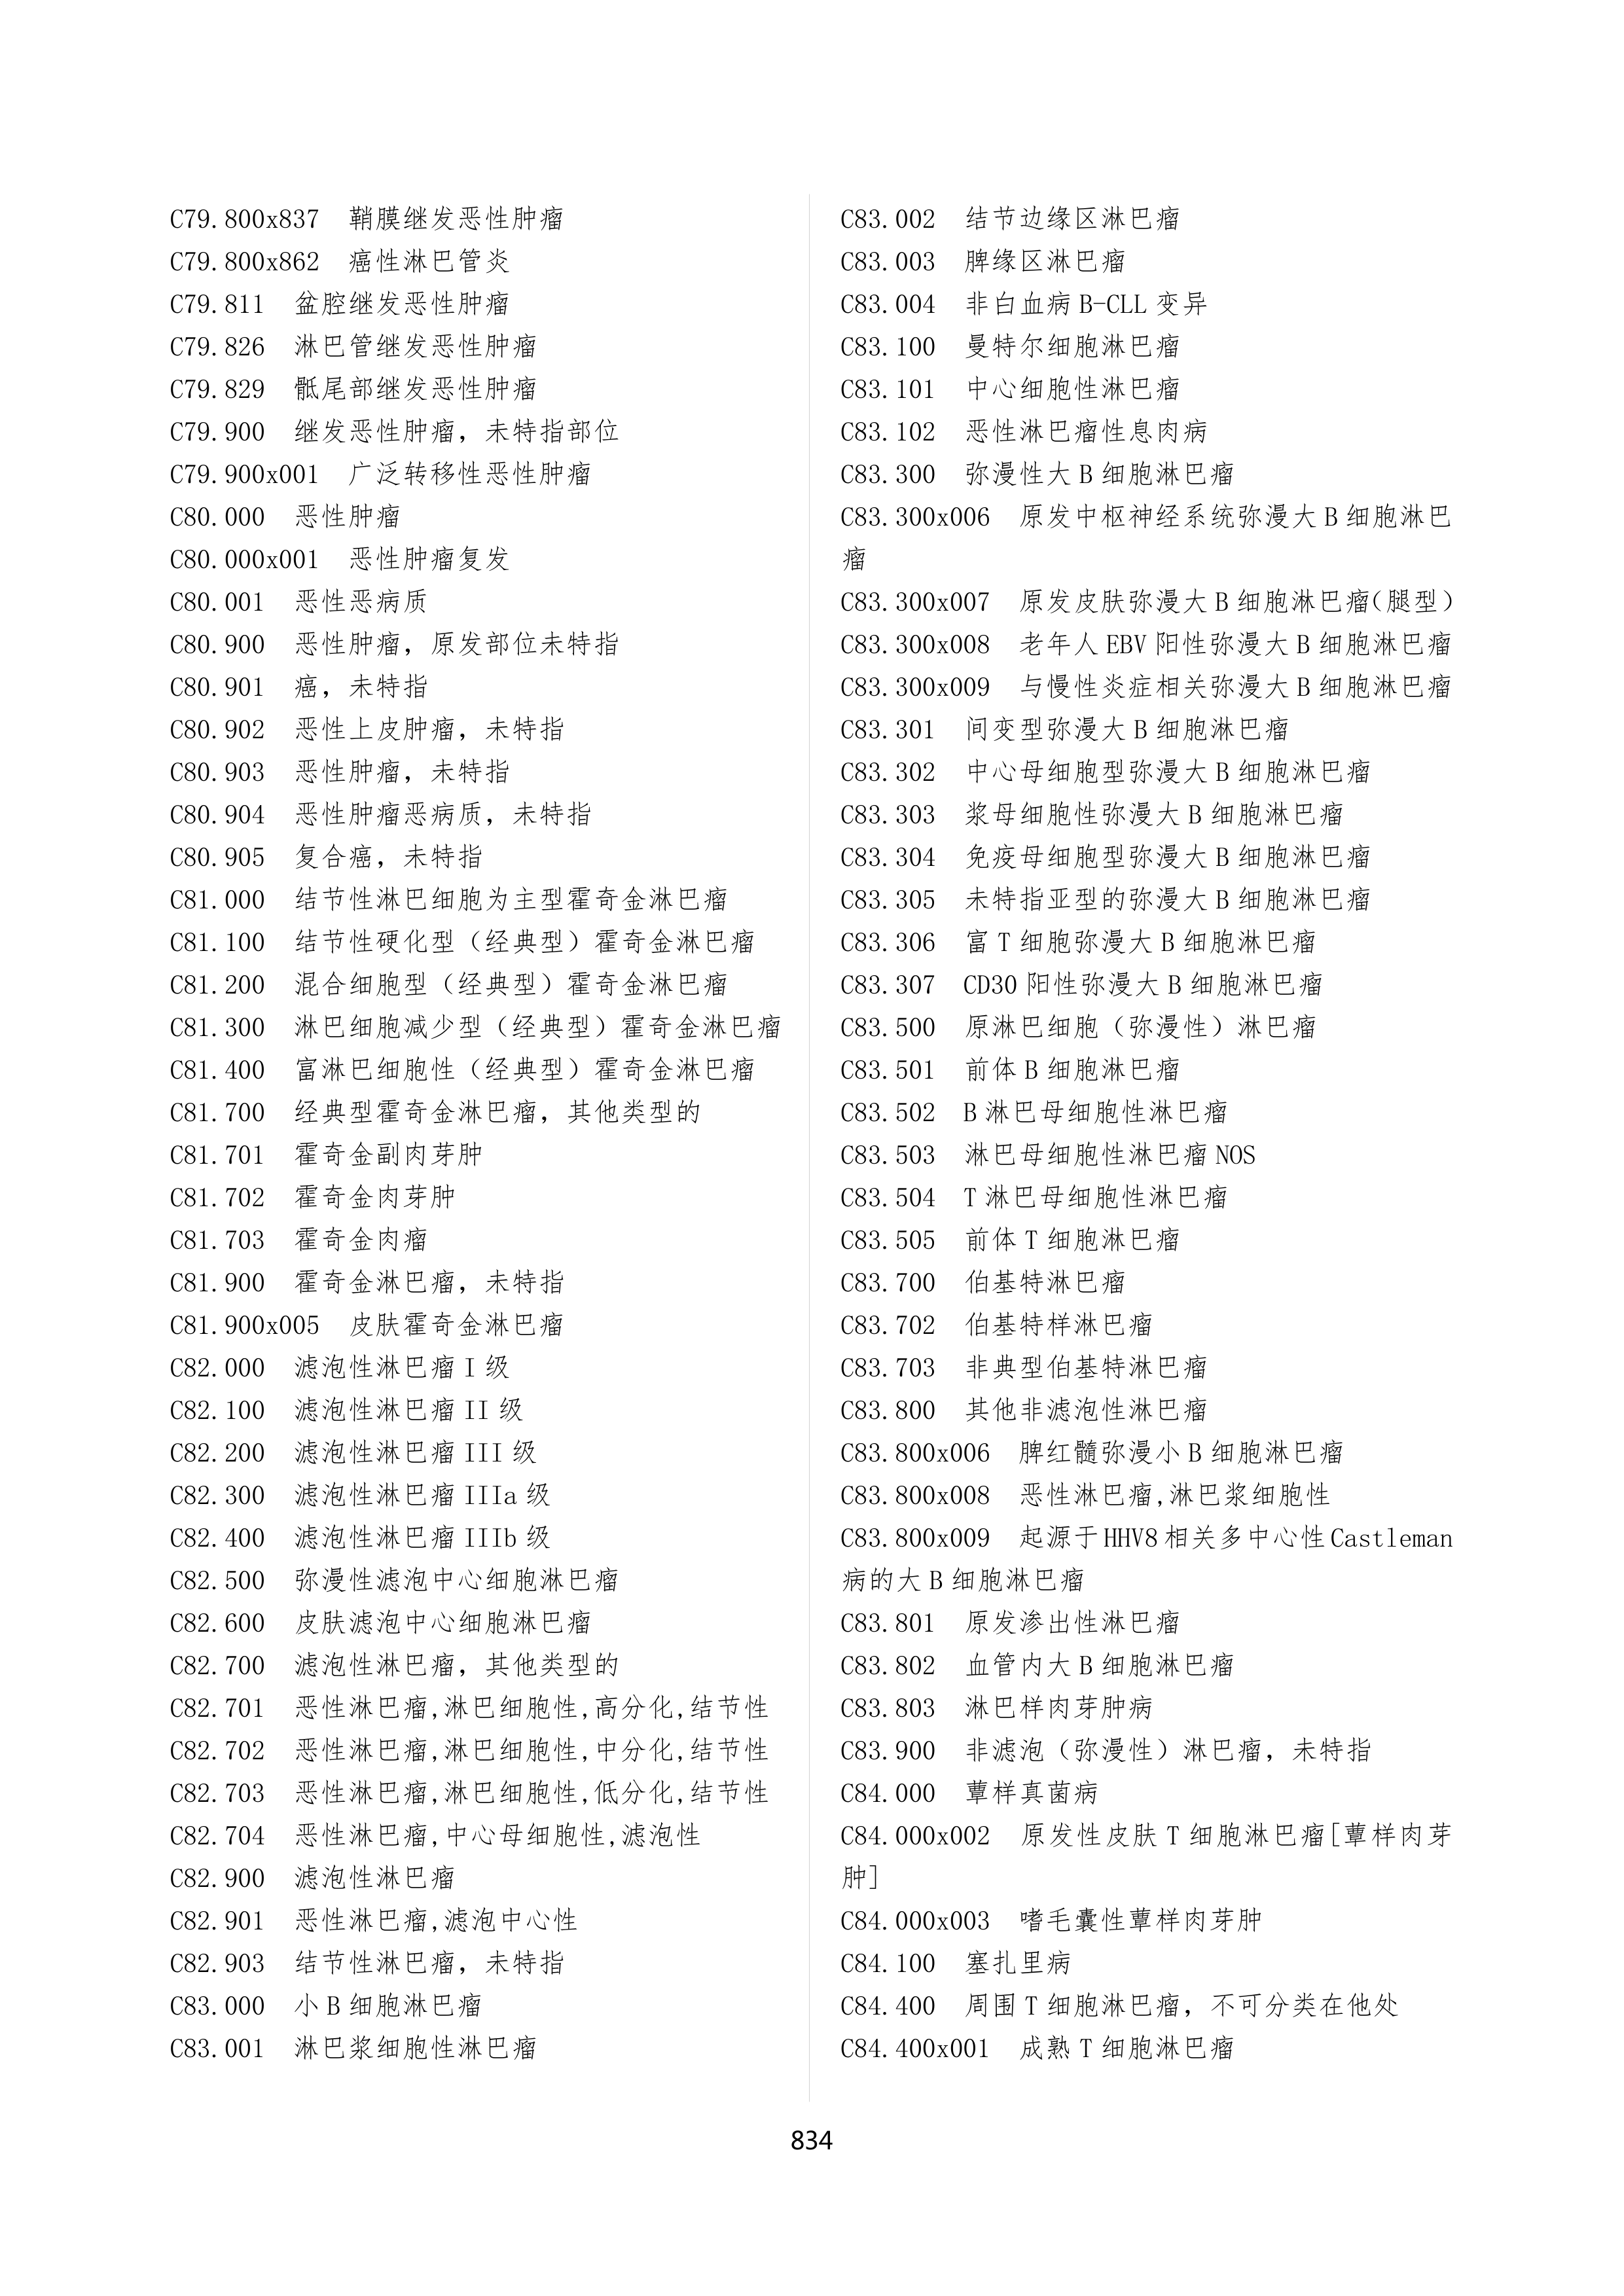 C79.800x837 鞘膜继发恶性肿瘤
C79.800x862 癌性淋巴管炎
C79.811 盆腔继发恶性肿瘤
C79.826 淋巴管继发恶性肿瘤
C79.829 骶尾部继发恶性肿瘤
C79.900 继发恶性肿瘤，未特指部位
C79.900x001 广泛转移性恶性肿瘤
C80.000 恶性肿瘤
C80.000x001 恶性肿瘤复发
C80.001 恶性恶病质
C80.900 恶性肿瘤，原发部位未特指
C80.901 癌，未特指
C80.902 恶性上皮肿瘤，未特指
C80.903 恶性肿瘤，未特指
C80.904 恶性肿瘤恶病质，未特指
C80.905 复合癌，未特指
C81.000 结节性淋巴细胞为主型霍奇金淋巴瘤
C81.100 结节性硬化型（经典型）霍奇金淋巴瘤
C81.200 混合细胞型（经典型）霍奇金淋巴瘤
C81.300 淋巴细胞减少型（经典型）霍奇金淋巴瘤
C81.400 富淋巴细胞性（经典型）霍奇金淋巴瘤
C81.700 经典型霍奇金淋巴瘤，其他类型的
C81.701 霍奇金副肉芽肿
C81.702 霍奇金肉芽肿
C81.703 霍奇金肉瘤
C81.900 霍奇金淋巴瘤，未特指
C81.900x005 皮肤霍奇金淋巴瘤
C82.000 滤泡性淋巴瘤 I 级
C82.100 滤泡性淋巴瘤 II 级
C82.200 滤泡性淋巴瘤 III 级
C82.300 滤泡性淋巴瘤 IIIa 级
C82.400 滤泡性淋巴瘤 IIIb 级
C82.500 弥漫性滤泡中心细胞淋巴瘤
C82.600 皮肤滤泡中心细胞淋巴瘤
C82.700 滤泡性淋巴瘤，其他类型的
C82.701 恶性淋巴瘤,淋巴细胞性,高分化,结节性
C82.702 恶性淋巴瘤,淋巴细胞性,中分化,结节性
C82.703 恶性淋巴瘤,淋巴细胞性,低分化,结节性
C82.704 恶性淋巴瘤,中心母细胞性,滤泡性
C82.900 滤泡性淋巴瘤
C82.901 恶性淋巴瘤,滤泡中心性
C82.903 结节性淋巴瘤，未特指
C83.000 小 B 细胞淋巴瘤
C83.001 淋巴浆细胞性淋巴瘤
C83.002 结节边缘区淋巴瘤
C83.003 脾缘区淋巴瘤
C83.004 非白血病 B-CLL 变异
C83.100 曼特尔细胞淋巴瘤
C83.101 中心细胞性淋巴瘤
C83.102 恶性淋巴瘤性息肉病
C83.300 弥漫性大 B 细胞淋巴瘤
C83.300x006 原发中枢神经系统弥漫大 B 细胞淋巴
瘤
C83.300x007 原发皮肤弥漫大 B 细胞淋巴瘤(腿型)
C83.300x008 老年人 EBV 阳性弥漫大 B 细胞淋巴瘤
C83.300x009 与慢性炎症相关弥漫大 B 细胞淋巴瘤
C83.301 间变型弥漫大 B 细胞淋巴瘤
C83.302 中心母细胞型弥漫大 B 细胞淋巴瘤
C83.303 浆母细胞性弥漫大 B 细胞淋巴瘤
C83.304 免疫母细胞型弥漫大 B 细胞淋巴瘤
C83.305 未特指亚型的弥漫大 B 细胞淋巴瘤
C83.306 富 T 细胞弥漫大 B 细胞淋巴瘤
C83.307 CD30 阳性弥漫大 B 细胞淋巴瘤
C83.500 原淋巴细胞（弥漫性）淋巴瘤
C83.501 前体 B 细胞淋巴瘤
C83.502 B 淋巴母细胞性淋巴瘤
C83.503 淋巴母细胞性淋巴瘤 NOS
C83.504 T 淋巴母细胞性淋巴瘤
C83.505 前体 T 细胞淋巴瘤
C83.700 伯基特淋巴瘤
C83.702 伯基特样淋巴瘤
C83.703 非典型伯基特淋巴瘤
C83.800 其他非滤泡性淋巴瘤
C83.800x006 脾红髓弥漫小 B 细胞淋巴瘤
C83.800x008 恶性淋巴瘤,淋巴浆细胞性
C83.800x009 起源于 HHV8 相关多中心性 Castleman
病的大 B 细胞淋巴瘤
C83.801 原发渗出性淋巴瘤
C83.802 血管内大 B 细胞淋巴瘤
C83.803 淋巴样肉芽肿病
C83.900 非滤泡（弥漫性）淋巴瘤，未特指
C84.000 蕈样真菌病
C84.000x002 原发性皮肤 T 细胞淋巴瘤[蕈样肉芽
肿]
C84.000x003 嗜毛囊性蕈样肉芽肿
C84.100 塞扎里病
C84.400 周围 T 细胞淋巴瘤，不可分类在他处
C84.400x001 成熟 T 细胞淋巴瘤
834